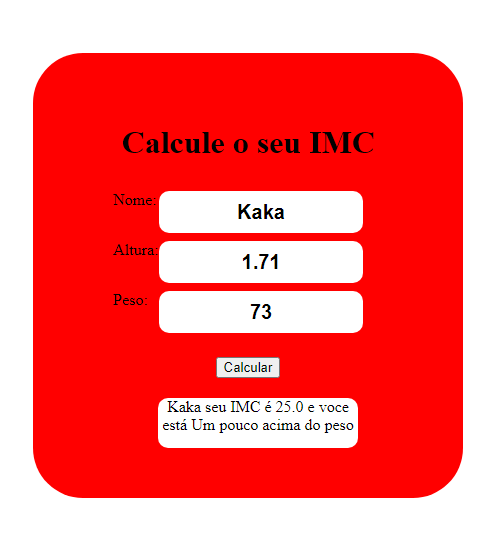 Calcule o seu IMC
Nome: Kaka
Altura: 1.71
Peso: 73
Calcular
Kaka seu IMC é 25.0 e voce
está Um pouco acima do peso